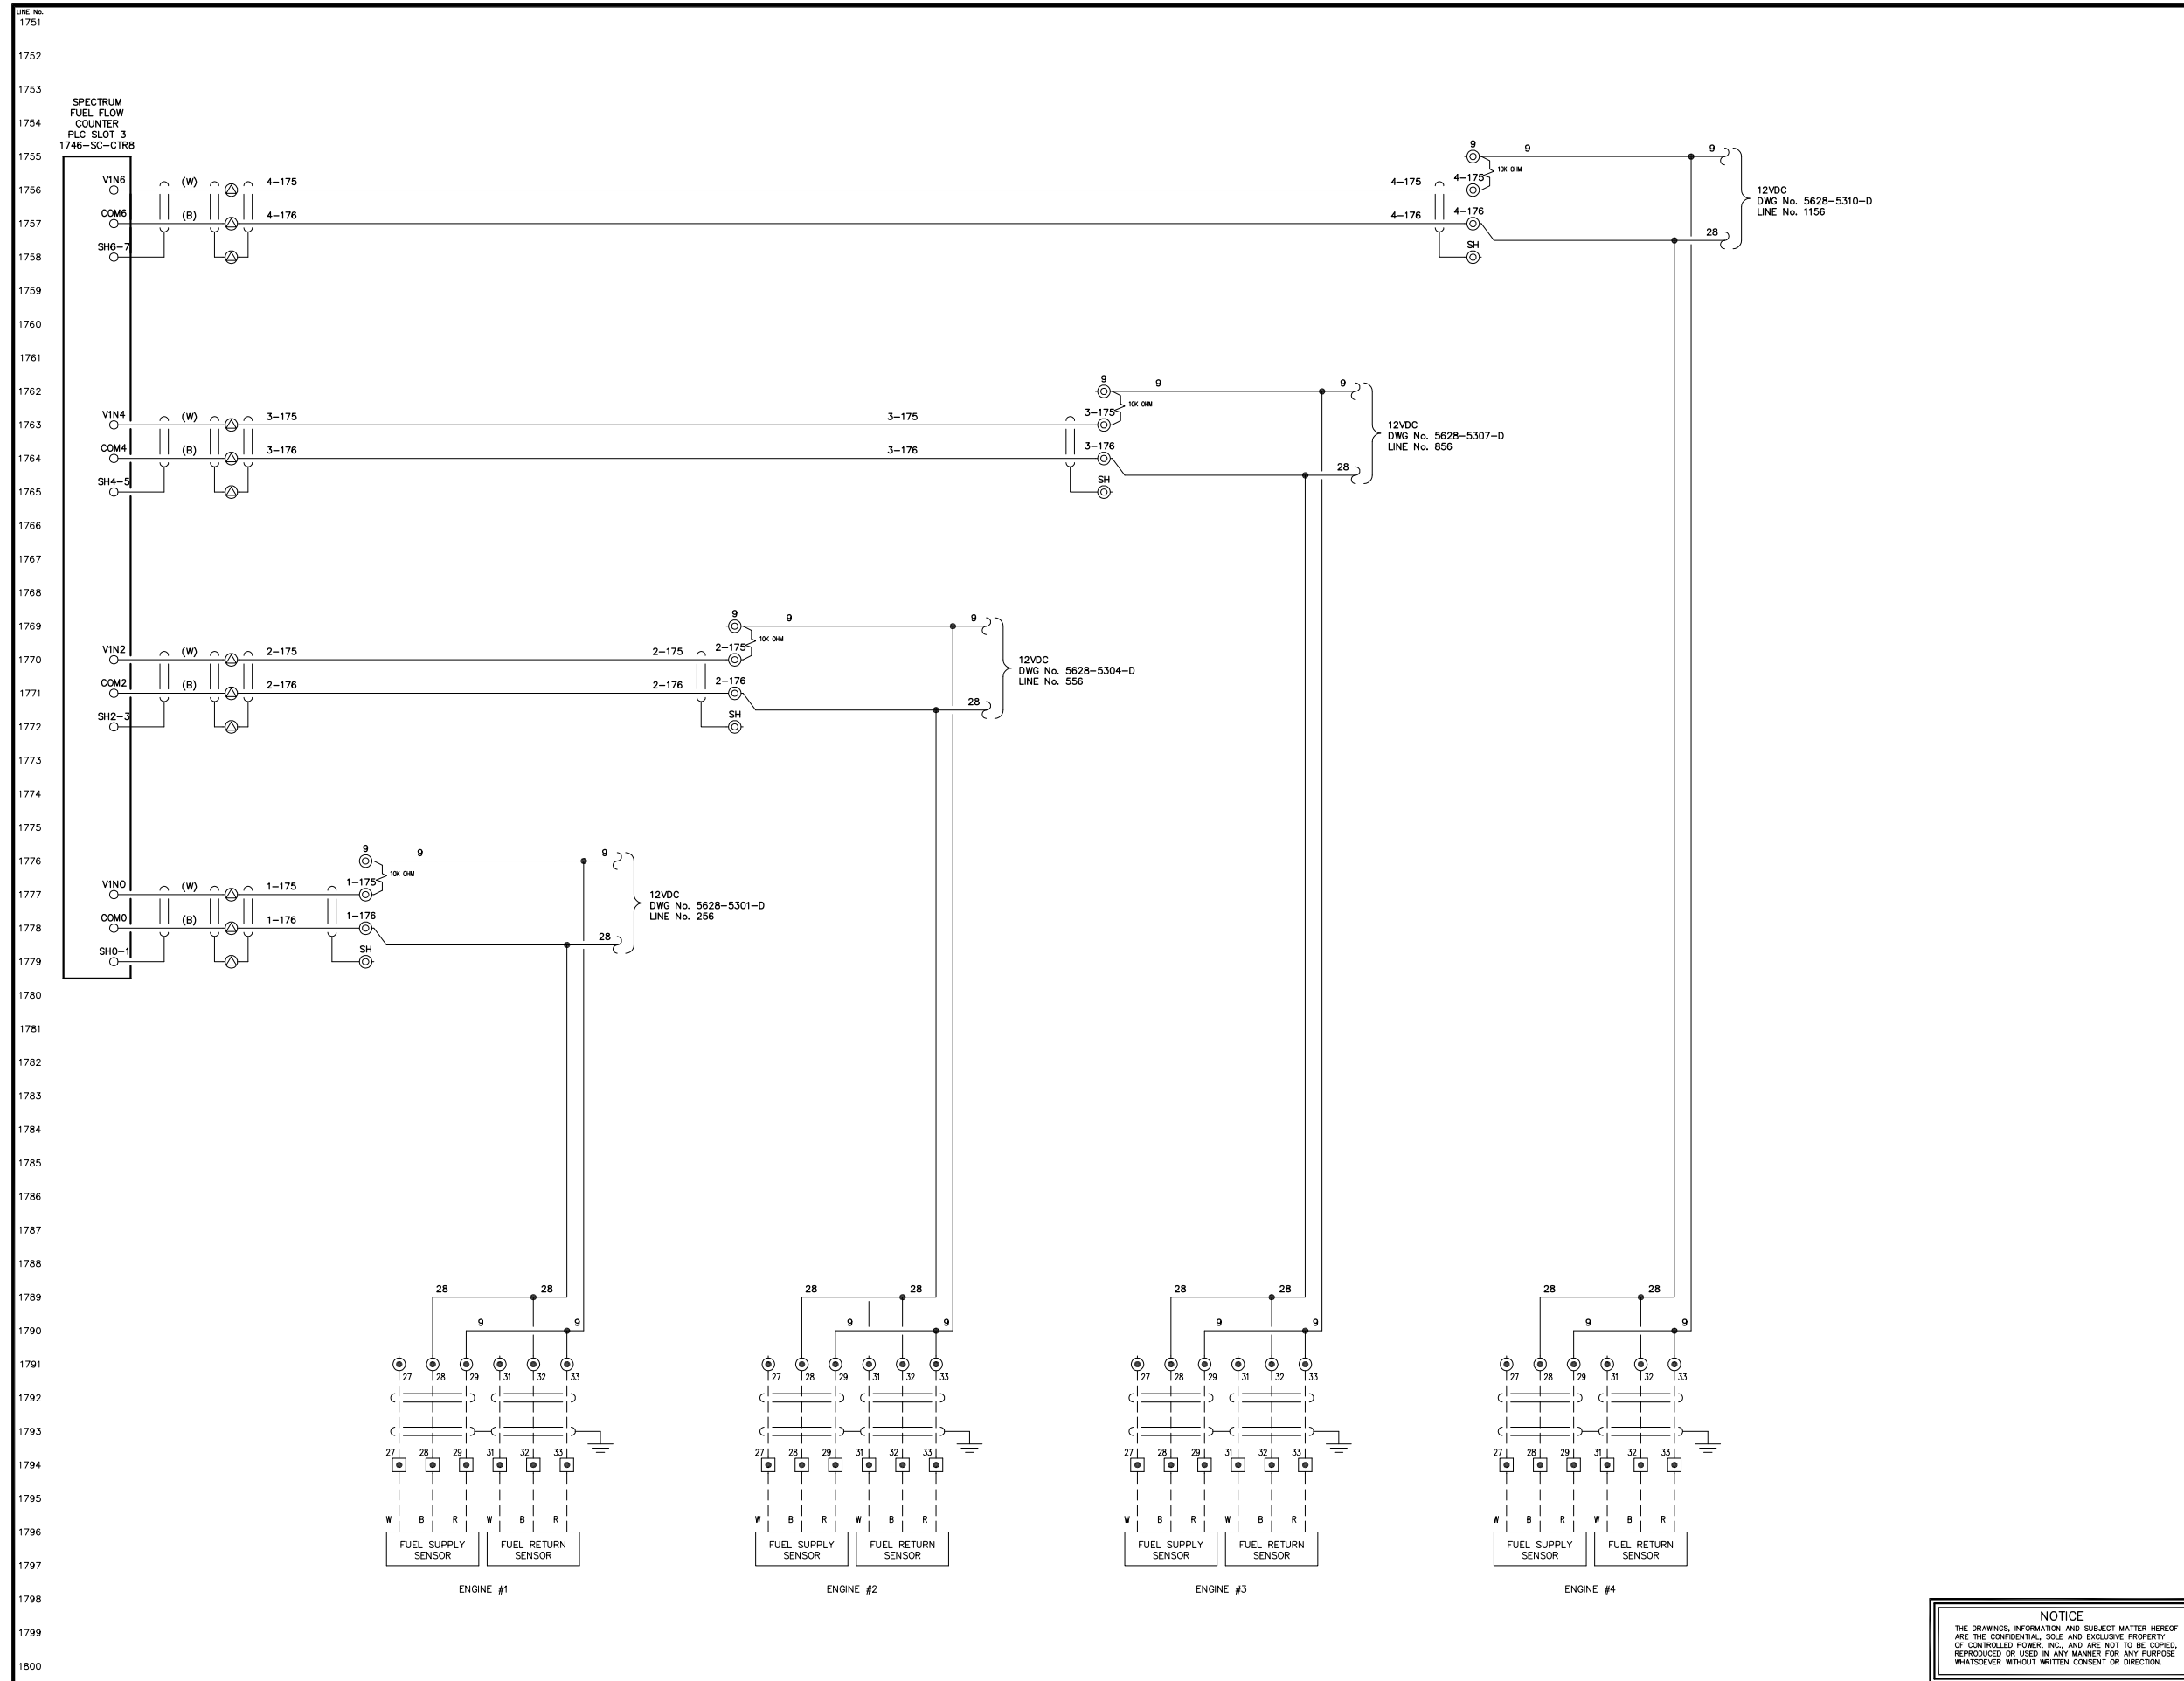 LINE No.
1751
1752
1753
SPECTRUM
FUEL FLOW
1754 COUNTER
PLC SLOT 3
1746-SC-CTR8
1755 9 9 9
10K OHM
V1N6 (W) 4-175 4-175 4-175
1756 12VDC
DWG No. 5628-5310-D
COM6 (B) 4-176 4-176 4-176 LINE No. 1156
1757
SH6-7 SH 28
1758
1759
1760
1761
1762 9 9 9
10K OHM
V1N4 (W) 3-175 3-175 3-175
1763 12VDC
DWG No. 5628-5307-D
COM4 (B) 3-176 3-176 3-176 LINE No. 856
1764
SH4-5 SH 28
1765
1766
1767
1768
1769 9 9 9
10K OHM
V1N2 (W) 2-175 2-175 2-175
1770 12VDC
DWG No. 5628-5304-D
COM2 (B) 2-176 2-176 2-176 LINE No. 556
1771
SH2-3 SH 28
1772
1773
1774
1775
1776 9 9 9
10K OHM
V1N0 (W) 1-175 1-175
1777 12VDC
DWG No. 5628-5301-D
COM0 (B) 1-176 1-176 LINE No. 256
1778
SH0-1 SH 28
1779
1780
1781
1782
1783
1784
1785
1786
1787
1788
1789 28 28 28 28 28 28 28 28
1790 9 9 9 9 9 9 9 9
1791
27 28 29 31 32 33 27 28 29 31 32 33 27 28 29 31 32 33 27 28 29 31 32 33
1792
1793
27 28 29 31 32 33 27 28 29 31 32 33 27 28 29 31 32 33 27 28 29 31 32 33
1794
1795
W B R W B R W B R W B R W B R W B R W B R W B R
1796
FUEL SUPPLY FUEL RETURN FUEL SUPPLY FUEL RETURN FUEL SUPPLY FUEL RETURN FUEL SUPPLY FUEL RETURN
SENSOR SENSOR SENSOR SENSOR SENSOR SENSOR SENSOR SENSOR
1797
ENGINE #1 ENGINE #2 ENGINE #3 ENGINE #4
1798
1799
1800
NOTICE
THE DRAWINGS, INFORMATION AND SUBJECT MATTER HEREOF
ARE THE CONFIDENTIAL, SOLE AND EXCLUSIVE PROPERTY
OF CONTROLLED POWER, INC., AND ARE NOT TO BE COPIED,
REPRODUCED OR USED IN ANY MANNER FOR ANY PURPOSE
WHATSOEVER WITHOUT WRITTEN CONSENT OR DIRECTION.